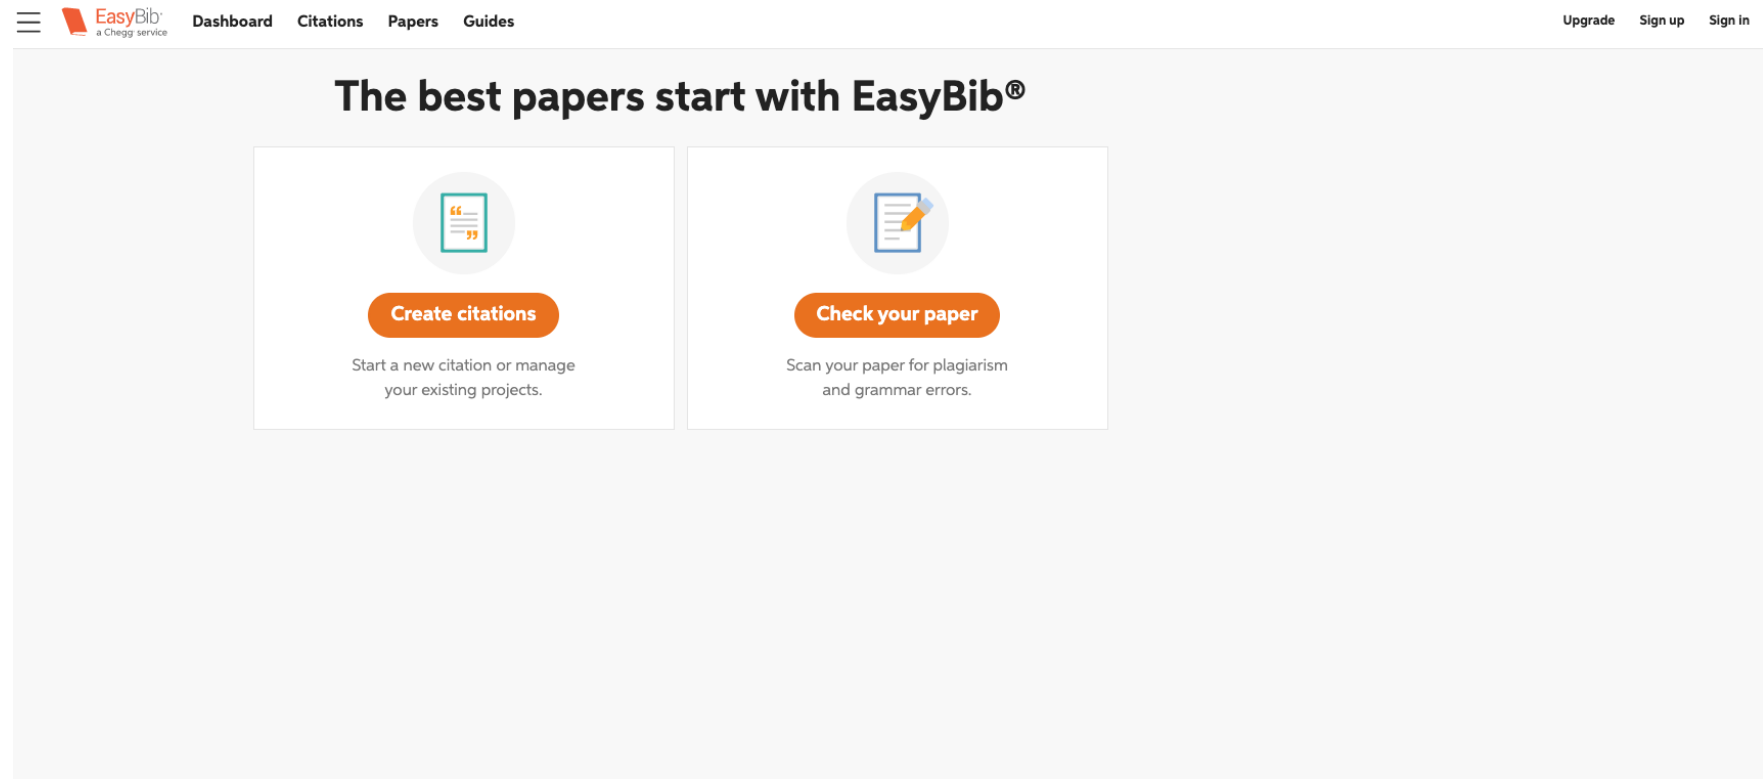 EasyBib®
a Chegg® service
Dashboard Citations Papers Guides
Upgrade Sign up Sign in
The best papers start with EasyBib®
Create citations
Start a new citation or manage
your existing projects.
Check your paper
Scan your paper for plagiarism
and grammar errors.